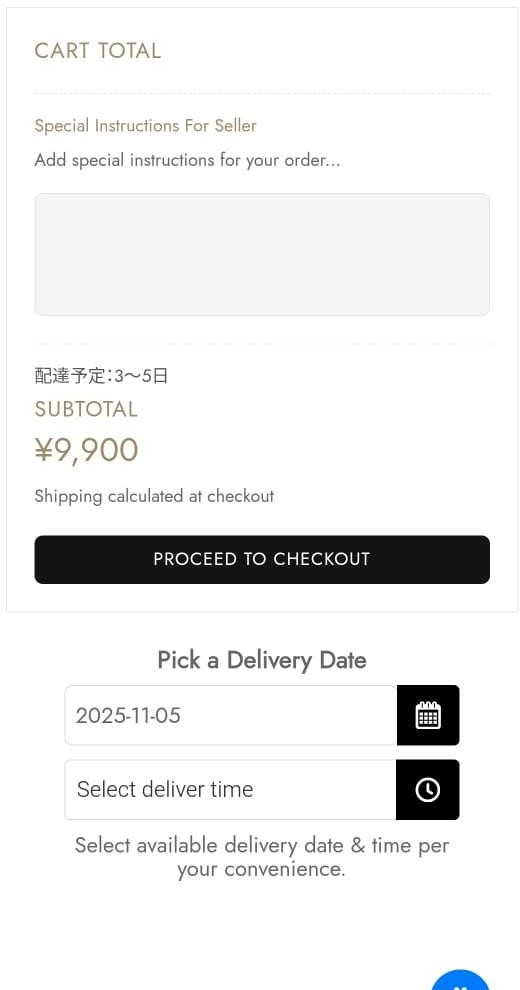 CART TOTAL
Special Instructions For Seller
Add special instructions for your order...
配達予定：3〜5日
SUBTOTAL
¥9,900
Shipping calculated at checkout
PROCEED TO CHECKOUT
Pick a Delivery Date
2025-11-05
Select deliver time
Select available delivery date & time per
your convenience.